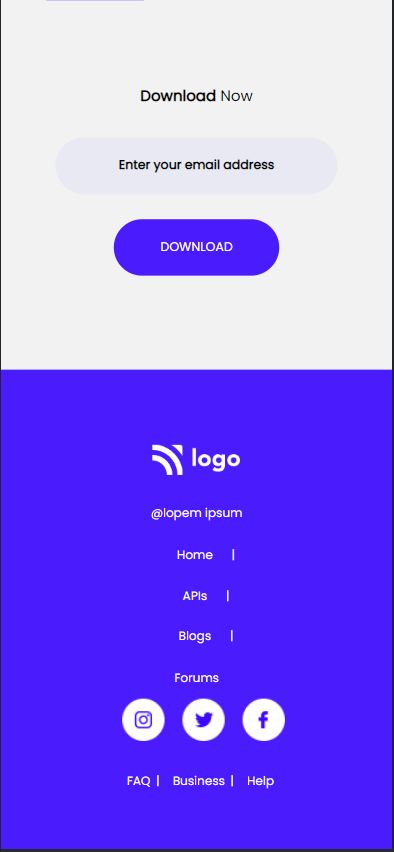 Download Now
Enter your email address
DOWNLOAD
logo
@lopem ipsum
Home |
APIs |
Blogs |
Forums
FAQ | Business | Help